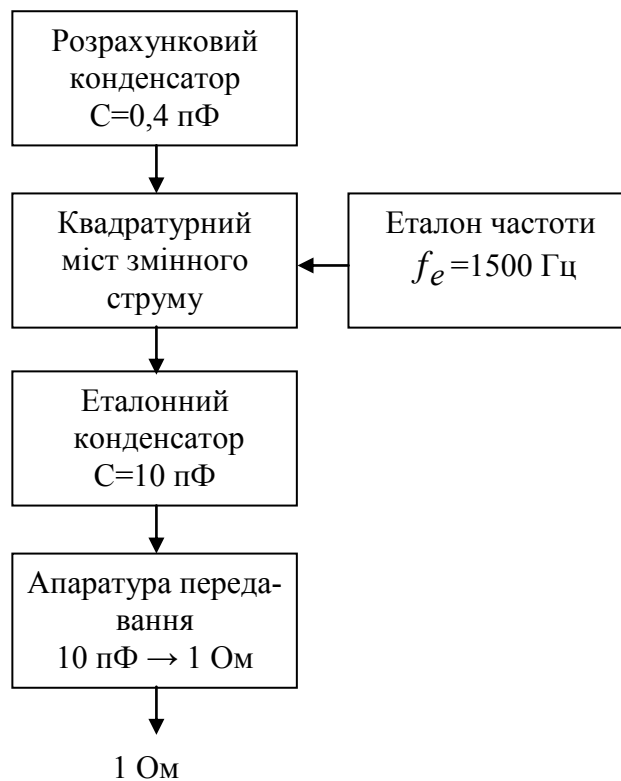 Розрахунковий
конденсатор
С=0,4 пФ
Квадратурний
міст змінного
струму
Еталон частоти
fe =1500 Гц
Еталонний
конденсатор
С=10 пФ
Апаратура переда-
вання
10 пФ → 1 Ом
1 Ом